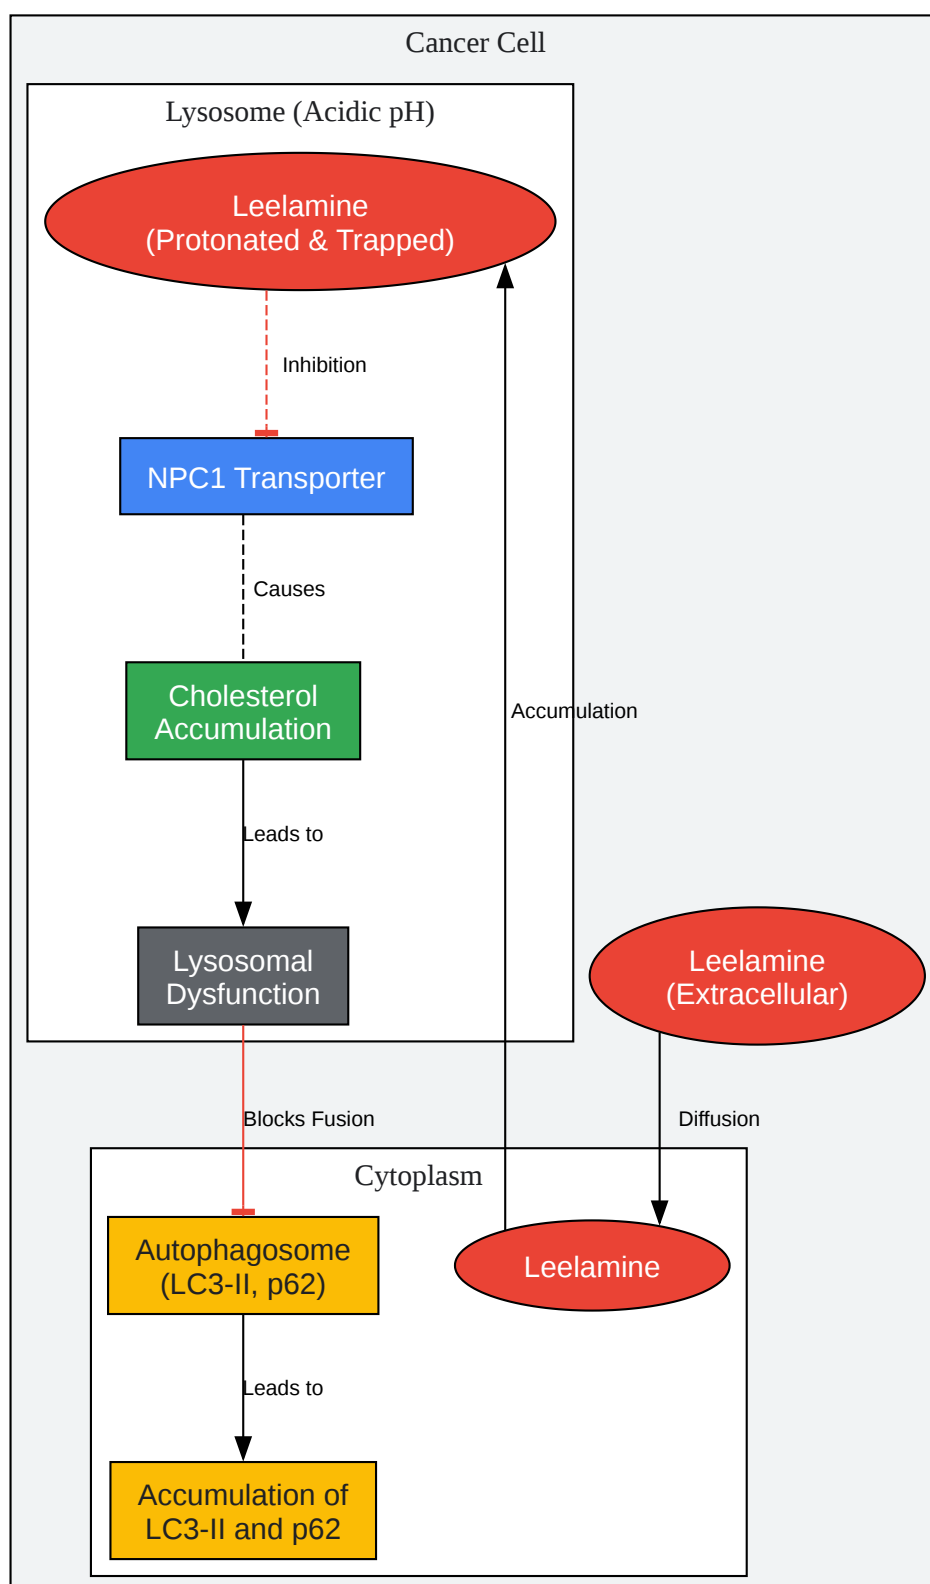 Cancer Cell
Lysosome (Acidic pH)
Leelamine
(Protonated & Trapped)
Inhibition
NPC1 Transporter
Causes
Cholesterol
Accumulation
Accumulation
Leads to
Lysosomal
Dysfunction
Leelamine
(Extracellular)
Blocks Fusion
Diffusion
Cytoplasm
Autophagosome
(LC3-II, p62)
Leelamine
Leads to
Accumulation of
LC3-II and p62